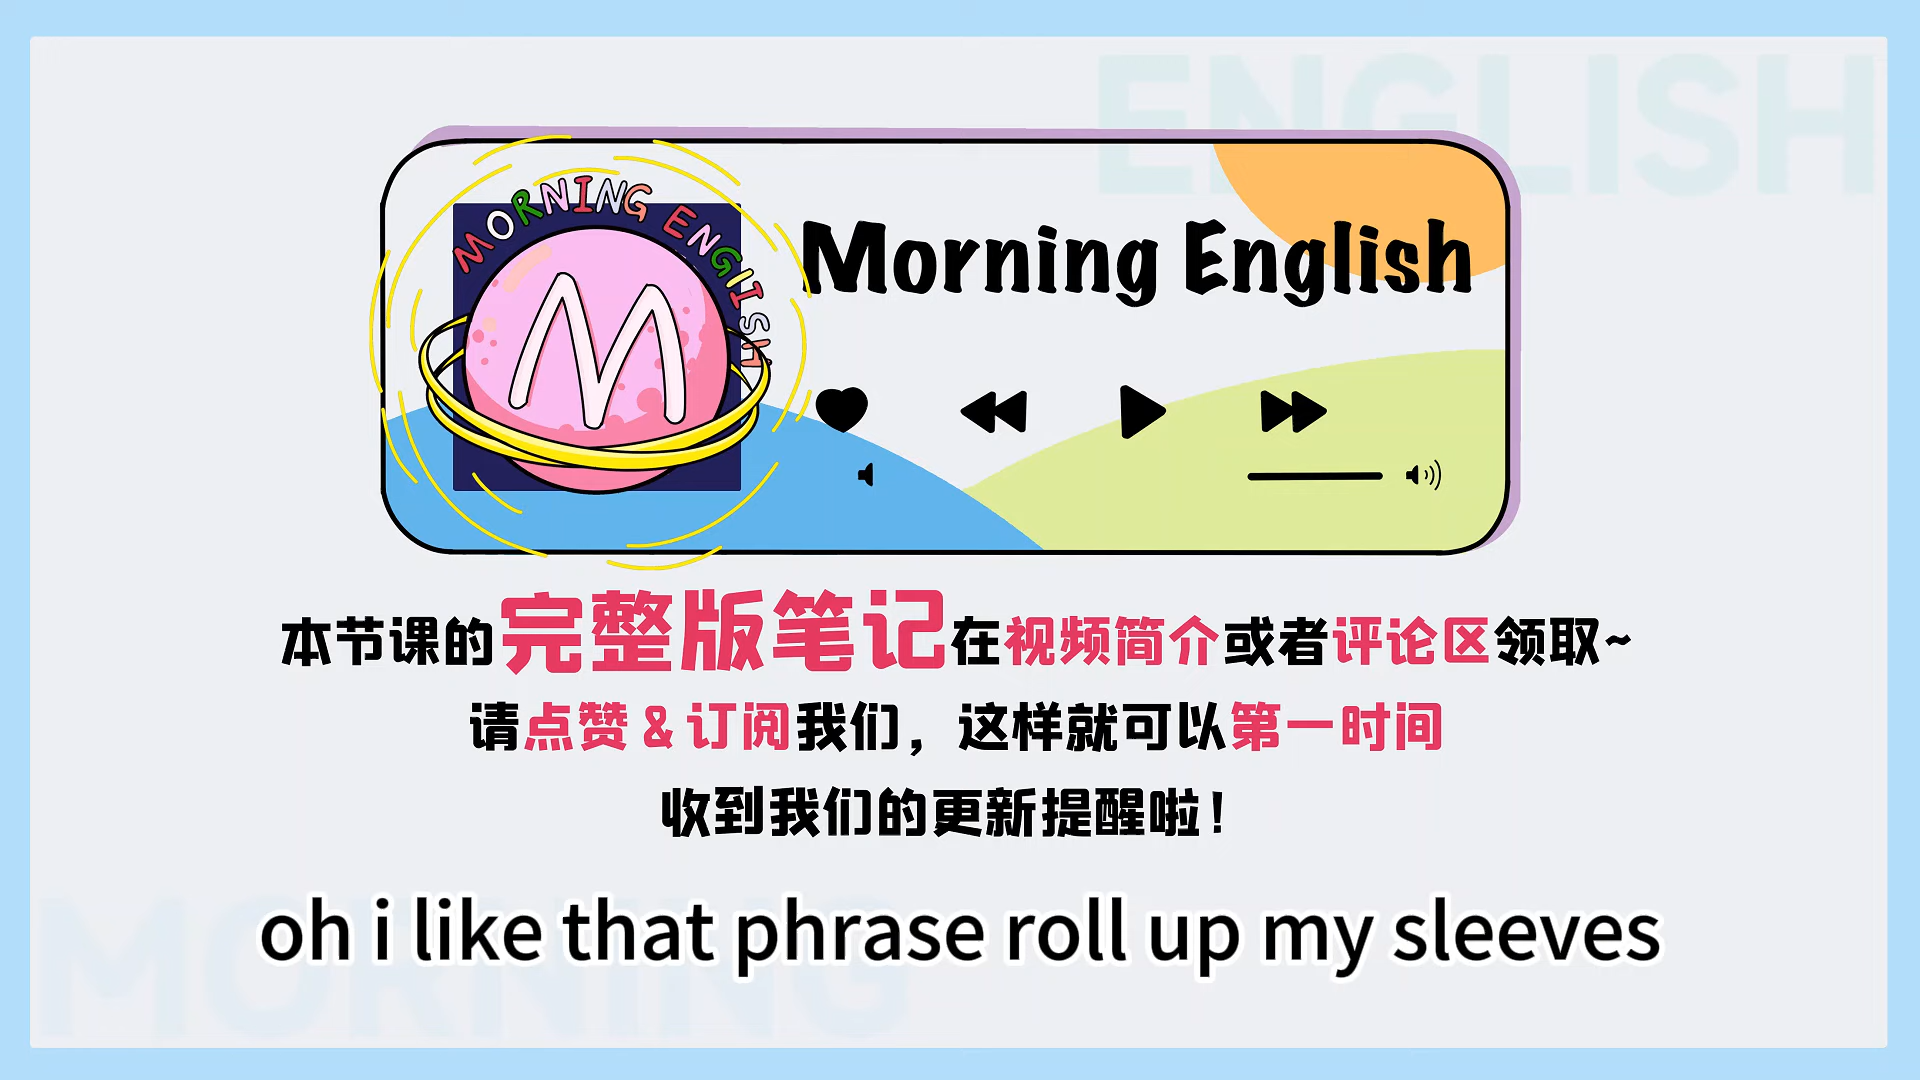 ENGLISH
MORNING ENGLISH
M
Morning English
本节课的完整版笔记在视频简介或者评论区领取~
请点赞&订阅我们，这样就可以第一时间
收到我们的更新提醒啦！
oh i like that phrase roll up my sleeves
MORNING